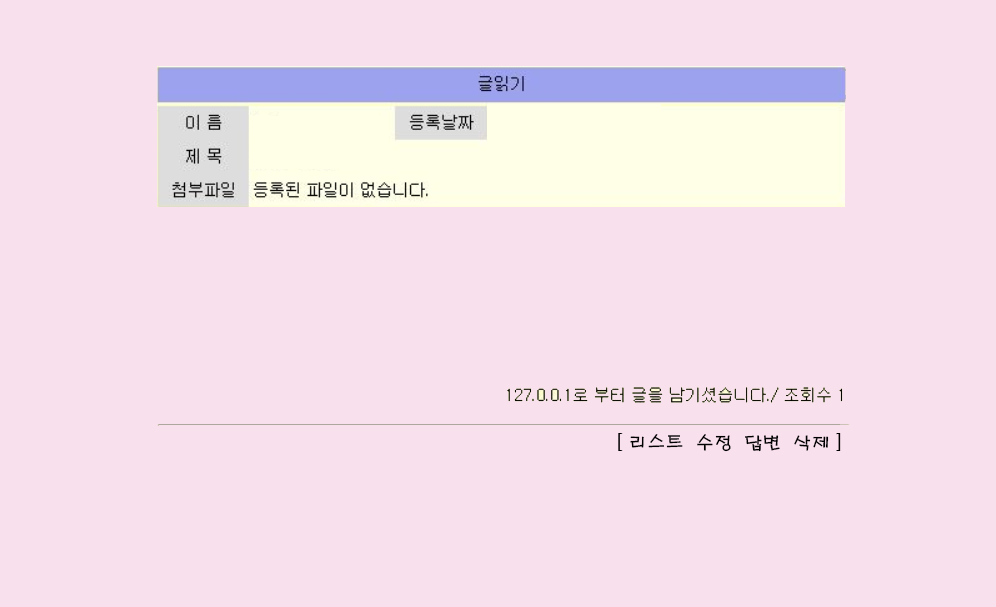 글읽기
이 름 등록날짜
제 목
첨부파일 등록된 파일이 없습니다.
127.0.0.1로 부터 글을 남기셨습니다./ 조회수 1
[ 리스트 수정 답변 삭제 ]